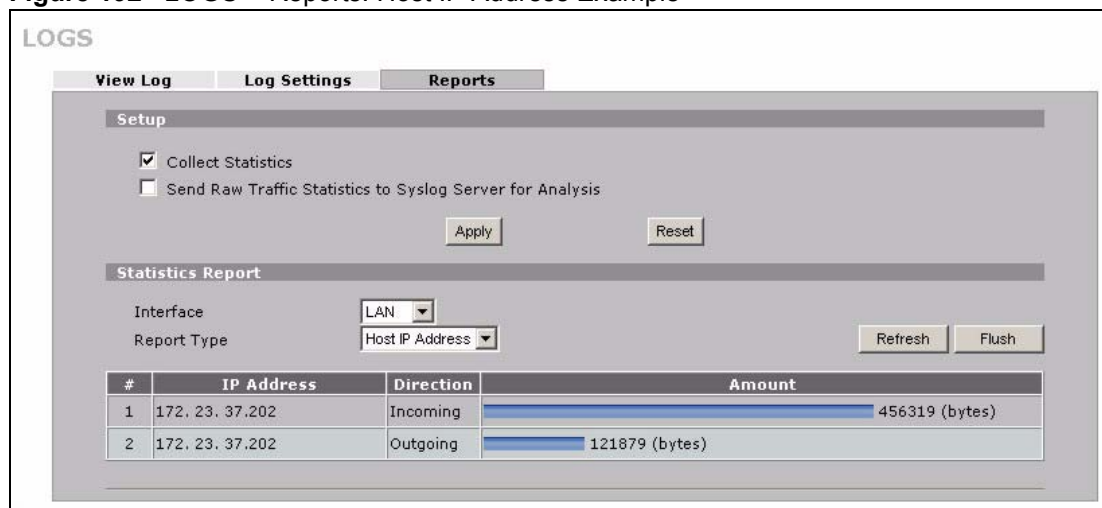 LOGS
View Log Log Settings Reports
Setup
Collect Statistics
Send Raw Traffic Statistics to Syslog Server for Analysis
Apply Reset
Statistics Report
Interface LAN
Report Type Host IP Address Refresh Flush
# IP Address Direction Amount
1 172. 23. 37.202 Incoming 456319 (bytes)
2 172. 23. 37.202 Outgoing 121879 (bytes)